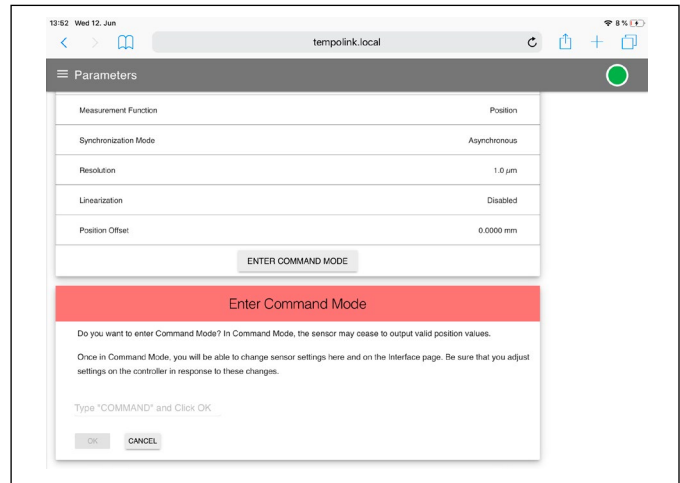 13:52 Wed 12. Jun 8 %
tempolink.local
Parameters
Measurement Function Position
Synchronization Mode Asynchronous
Resolution 1.0 μm
Linearization Disabled
Position Offset 0.0000 mm
ENTER COMMAND MODE
Enter Command Mode
Do you want to enter Command Mode? In Command Mode, the sensor may cease to output valid position values.
Once in Command Mode, you will be able to change sensor settings here and on the Interface page. Be sure that you adjust
settings on the controller in response to these changes.
Type "COMMAND" and Click OK
OK CANCEL